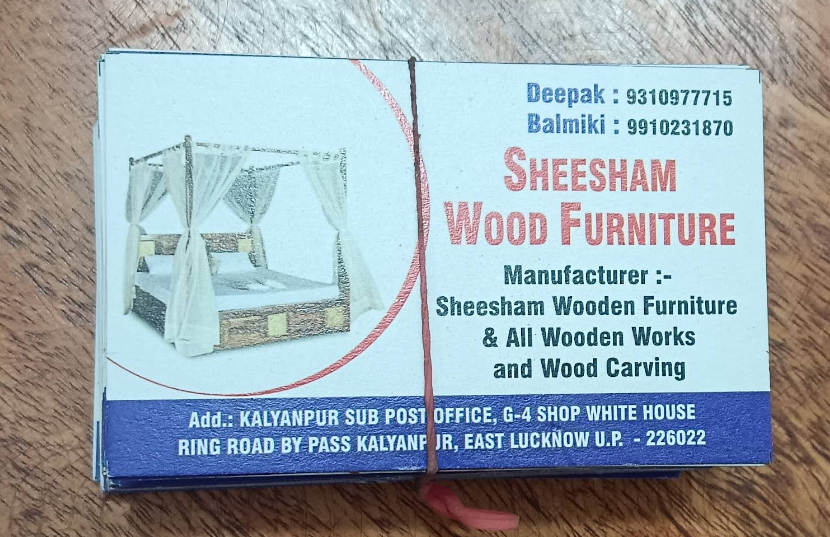 Deepak : 9310977715
Balmiki : 9910231870
SHEESHAM
WOOD FURNITURE
Manufacturer :-
Sheesham Wooden Furniture
& All Wooden Works
and Wood Carving
Add.: KALYANPUR SUB POST OFFICE, G-4 SHOP WHITE HOUSE
RING ROAD BY PASS KALYANPUR, EAST LUCKNOW U.P. - 226022